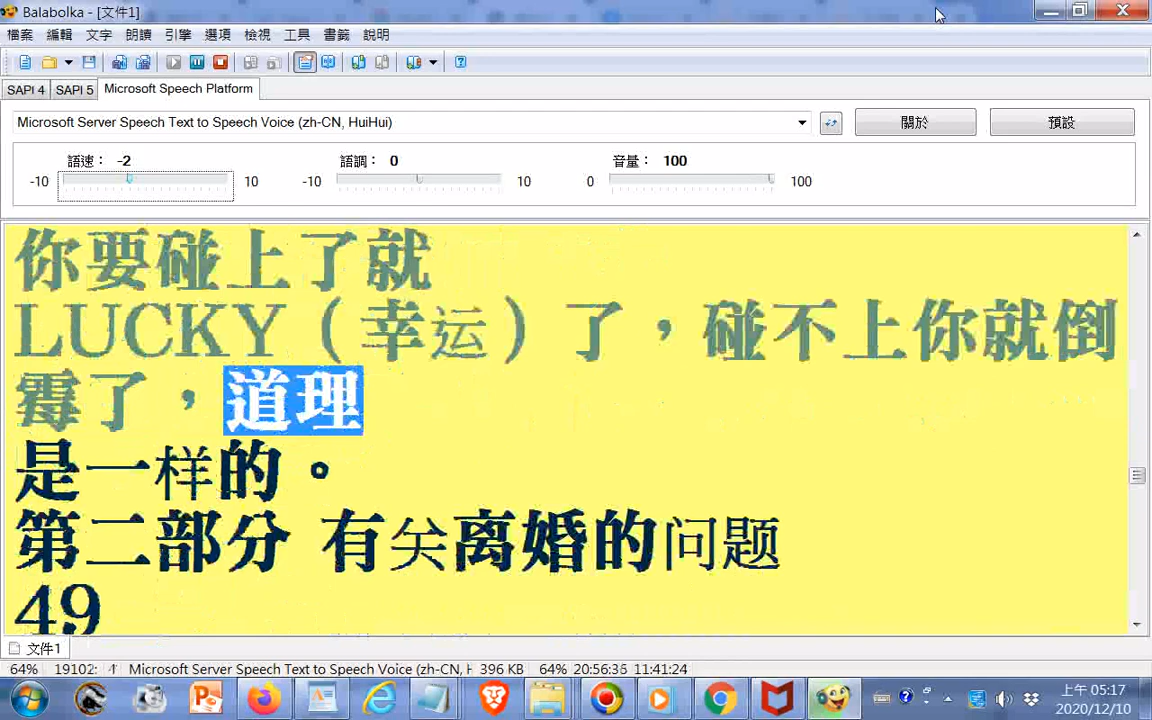 Balabolka - [文件1]
檔案 編輯 文字 朗讀 引擎 選項 檢視 工具 書籤 說明
SAPI 4 SAPI 5 Microsoft Speech Platform
Microsoft Server Speech Text to Speech Voice (zh-CN, HuiHui) 關於 預設
語速： -2 語調： 0 音量： 100
-10 10 -10 10 0 100
你要碰上了就
LUCKY（幸运）了，碰不上你就倒
霉了，道理
是一样的。
第二部分 有关离婚的问题
49
文件1
64% 19102: Microsoft Server Speech Text to Speech Voice (zh-CN, H 396 KB 64% 20:56:36 11:41:24
上午 05:17
2020/12/10